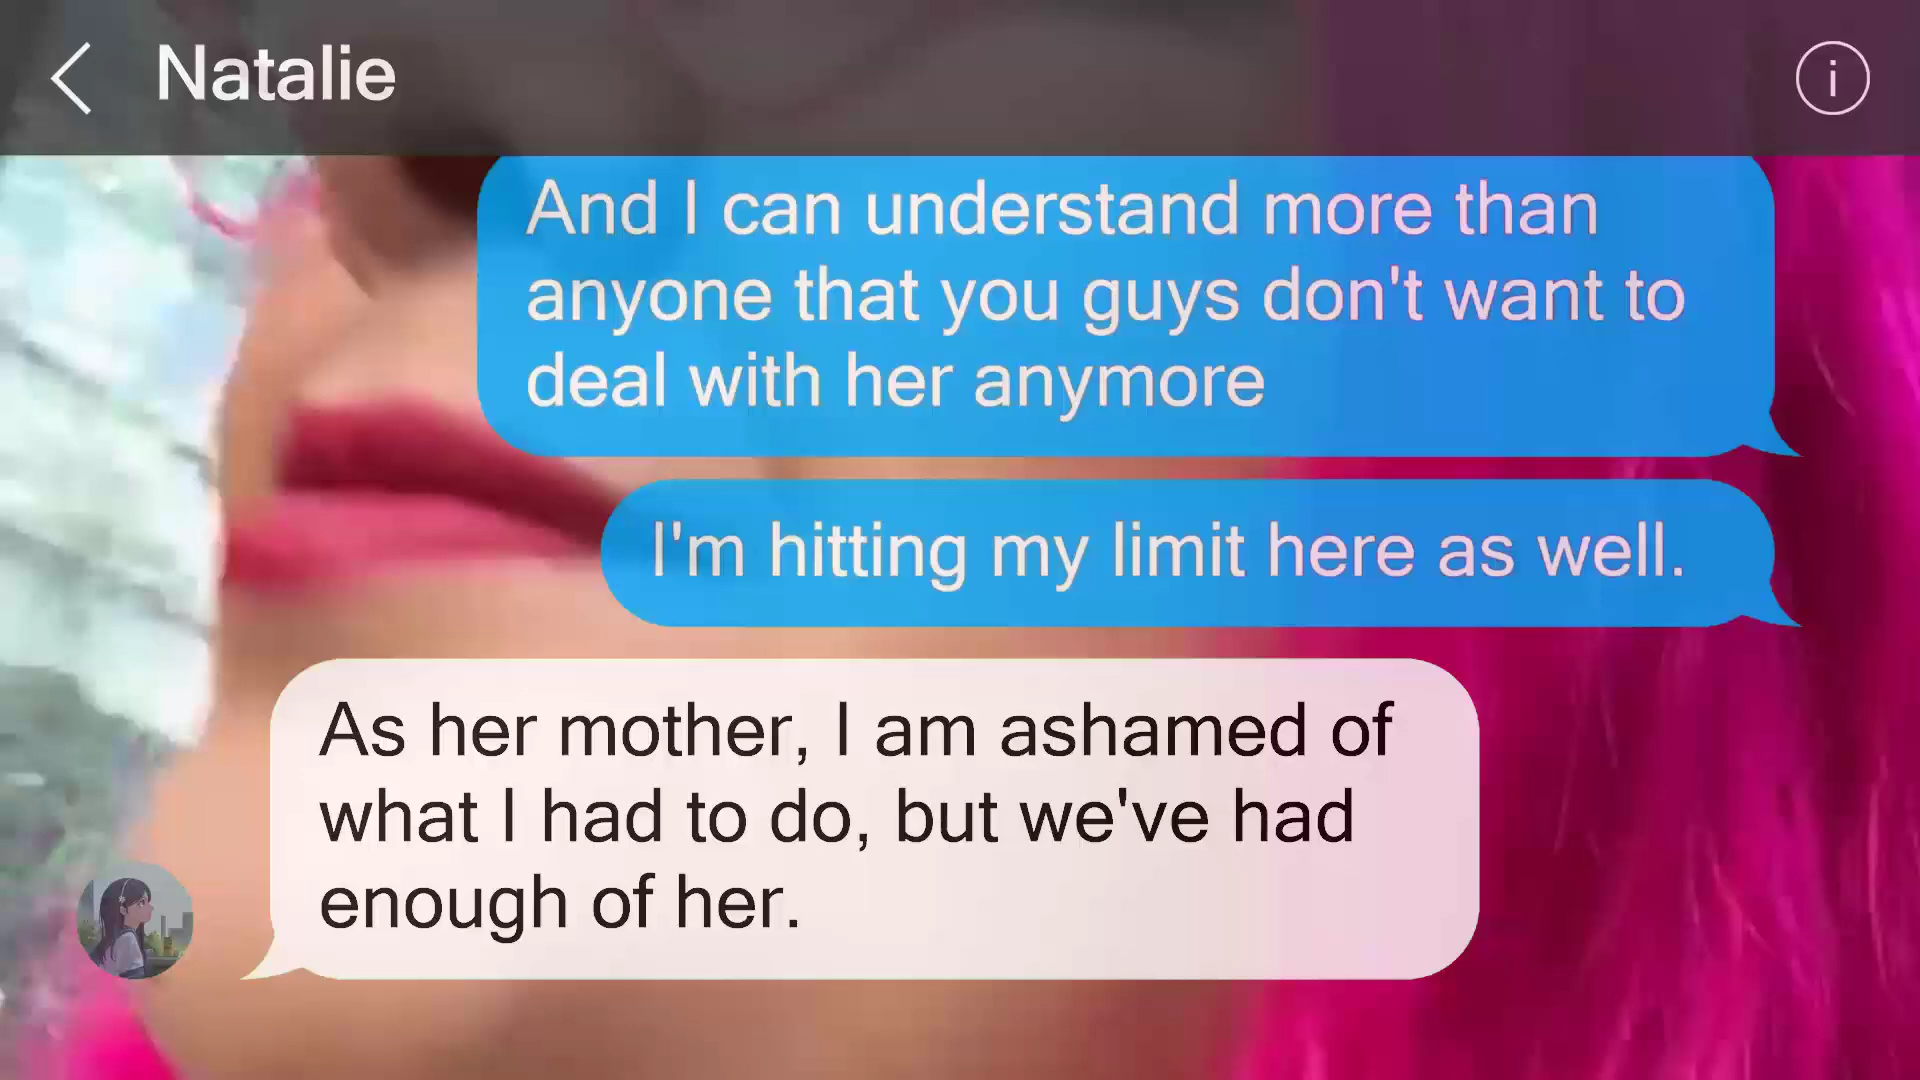 Natalie
And I can understand more than
anyone that you guys don't want to
deal with her anymore
I'm hitting my limit here as well.
As her mother, I am ashamed of
what I had to do, but we've had
enough of her.